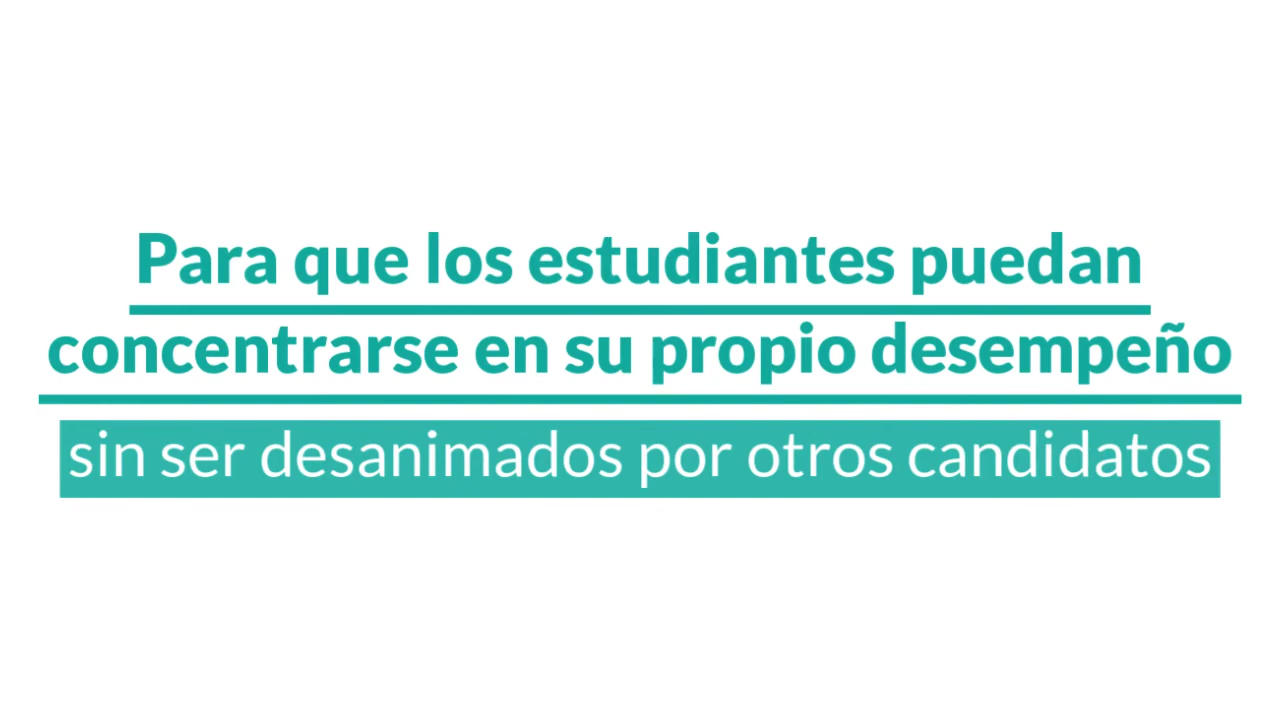 Para que los estudiantes puedan
concentrarse en su propio desempeño
sin ser desanimados por otros candidatos